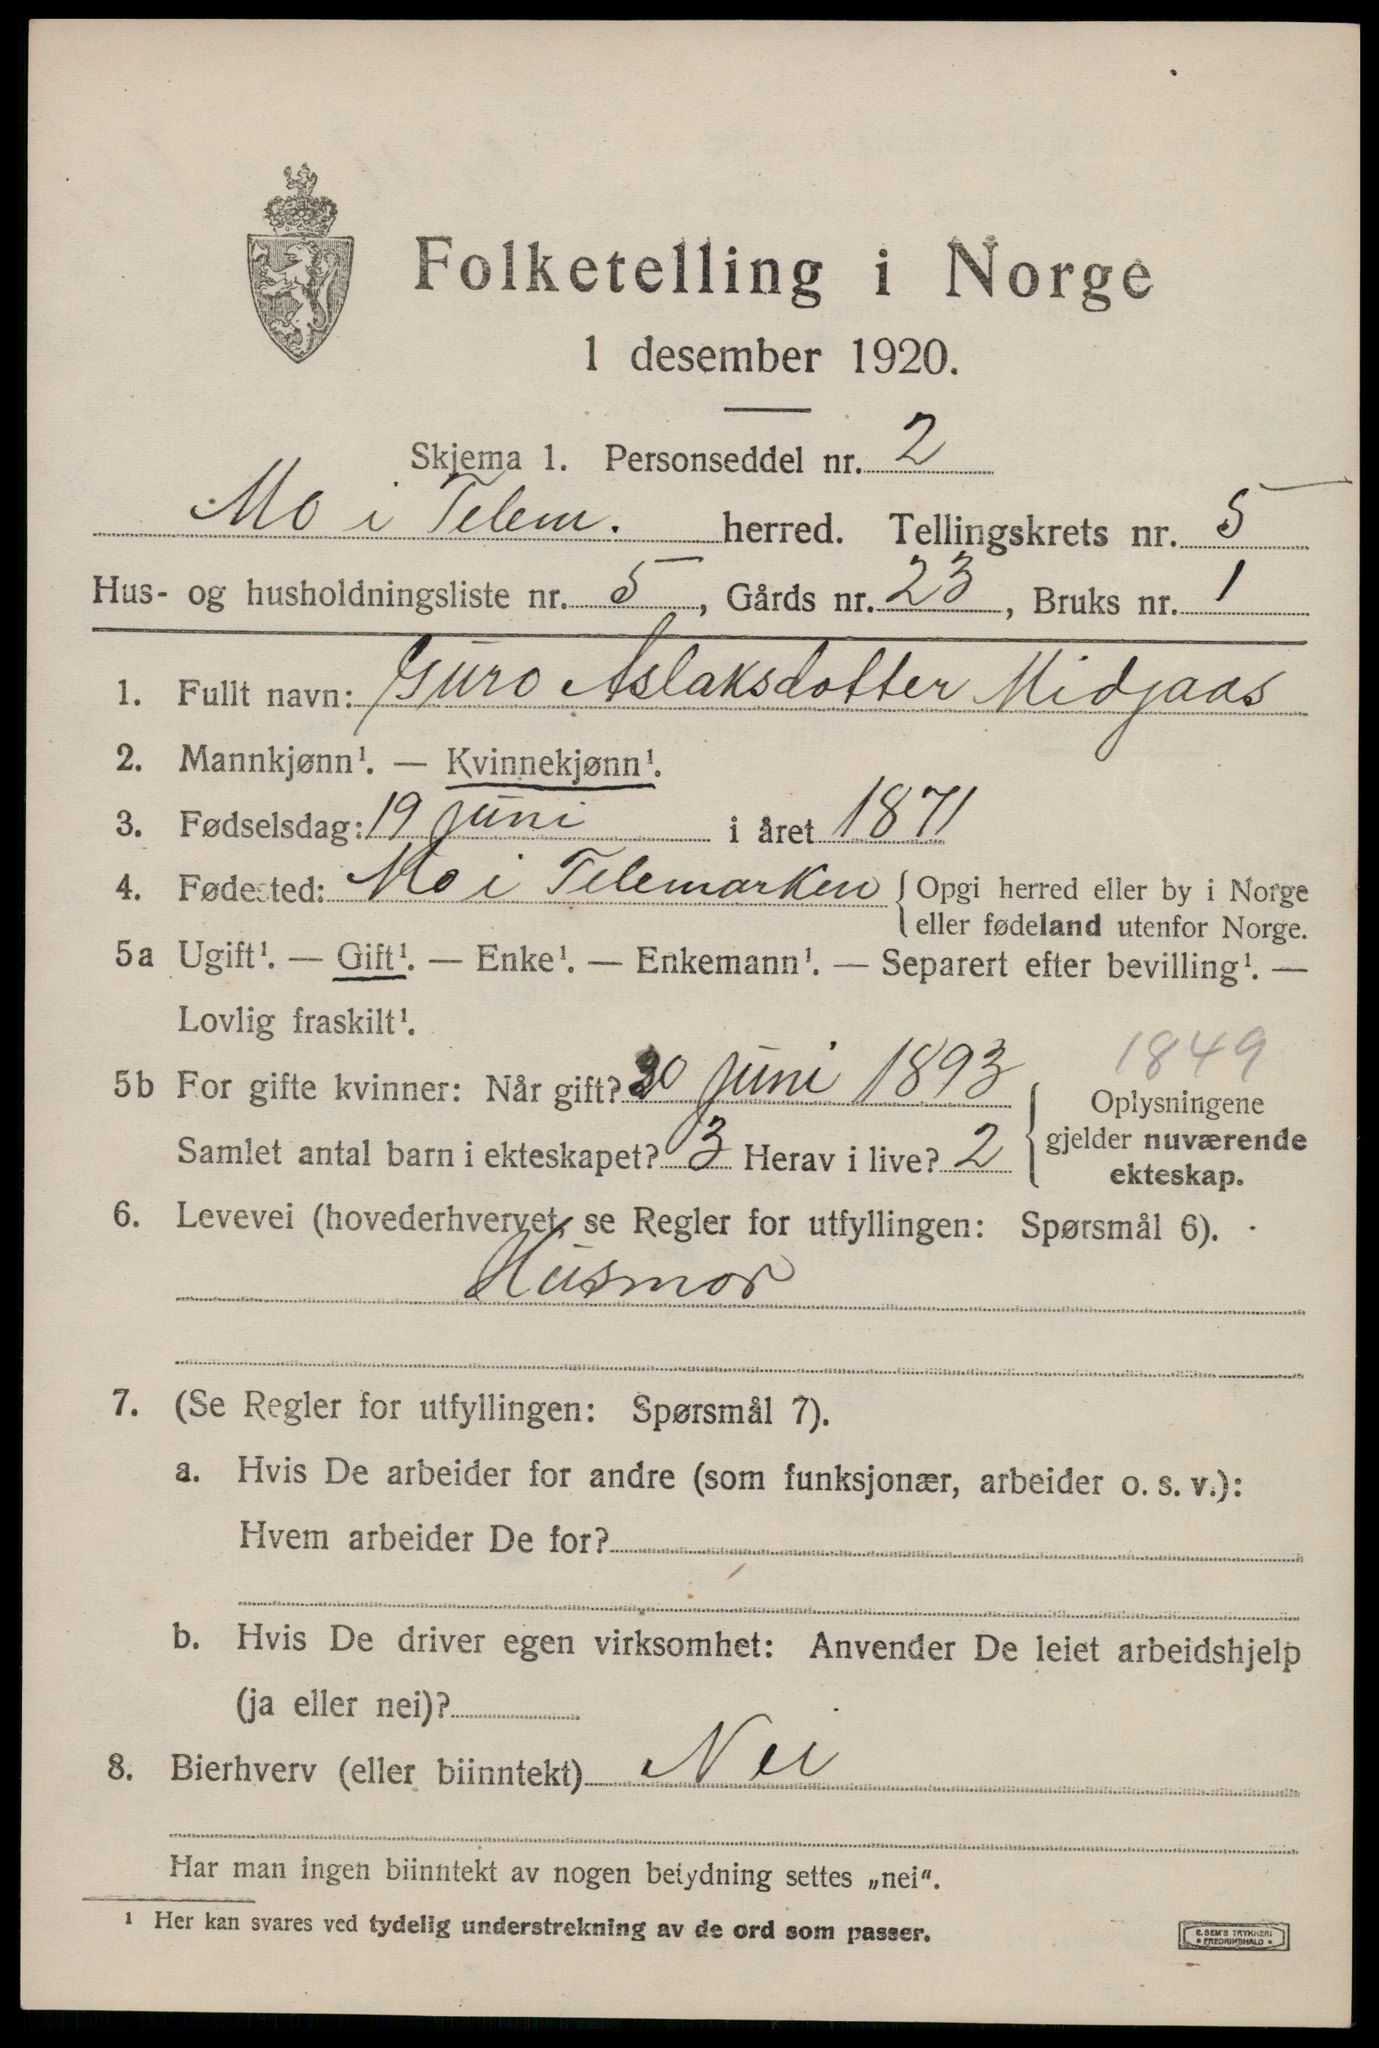 Folketelling i Norge
1 desember 1920.
Skjema 1. Personseddel nr. 2
Mo i Telem. herred. Tellingskrets nr. 5
Hus- og husholdningsliste nr. 5, Gårds nr. 23, Bruks nr. 1
1. Fullt navn: Guro Aslaksdotter Midjaas
2. Mannkjønn¹. — Kvinnekjønn¹.
3. Fødselsdag: 19 juni i året 1871
4. Fødested: Mo i Telemarken { Opgi herred eller by i Norge
eller fødeland utenfor Norge.
5a Ugift¹. — Gift¹. — Enke¹. — Enkemann¹. — Separert efter bevilling¹. —
Lovlig fraskilt¹.
1849
5b For gifte kvinner: Når gift? 30 juni 1893
Samlet antal barn i ekteskapet? 3 Herav i live? 2
Oplysningene
gjelder nuværende
ekteskap.
6. Levevei (hovederhvervet, se Regler for utfyllingen: Spørsmål 6).
Husmor
7. (Se Regler for utfyllingen: Spørsmål 7).
a. Hvis De arbeider for andre (som funksjonær, arbeider o. s. v.):
Hvem arbeider De for?
b. Hvis De driver egen virksomhet: Anvender De leiet arbeidshjelp
(ja eller nei)?
8. Bierhverv (eller biinntekt) Nei
Har man ingen biinntekt av nogen betydning settes „nei“.
¹ Her kan svares ved tydelig understrekning av de ord som passer.
E. SEM'S TRYKKERI
• FREDRIKSHALD •